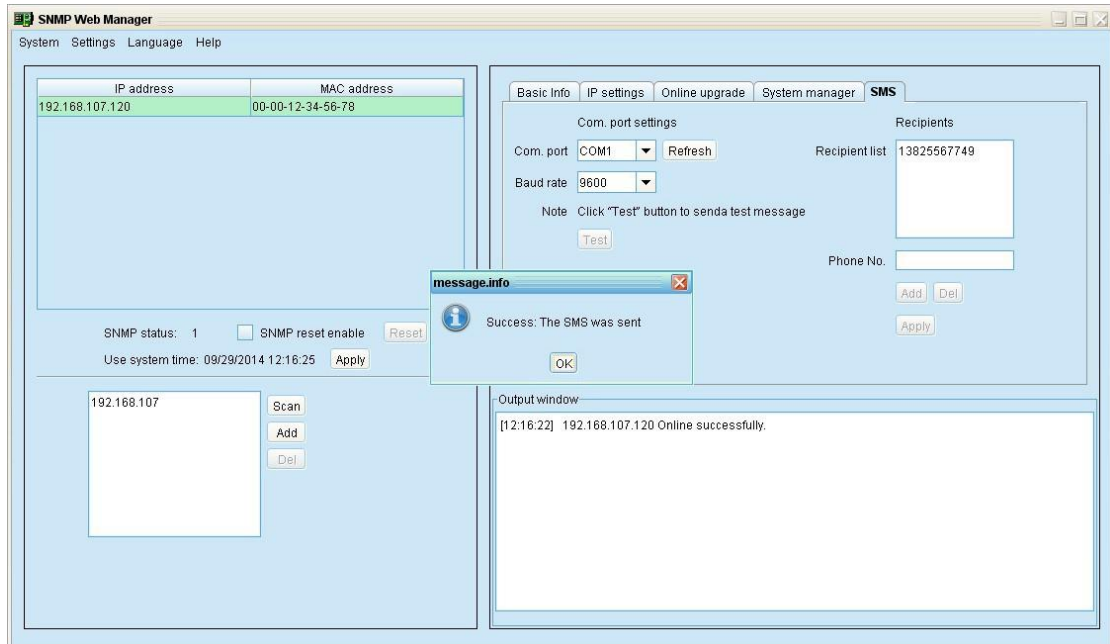 SNMP Web Manager
System Settings Language Help
IP address MAC address
192.168.107.120 00-00-12-34-56-78
SNMP status: 1 SNMP reset enable Reset
Use system time: 09/29/2014 12:16:25 Apply
192.168.107
Scan
Add
Del
Basic Info IP settings Online upgrade System manager SMS
Com. port settings
Com. port COM1 Refresh
Baud rate 9600
Note Click "Test" button to senda test message
Test
Recipients
Recipient list 13825567749
Phone No.
Add Del
Apply
message.info
Success: The SMS was sent
OK
Output window
[12:16:22] 192.168.107.120 Online successfully.